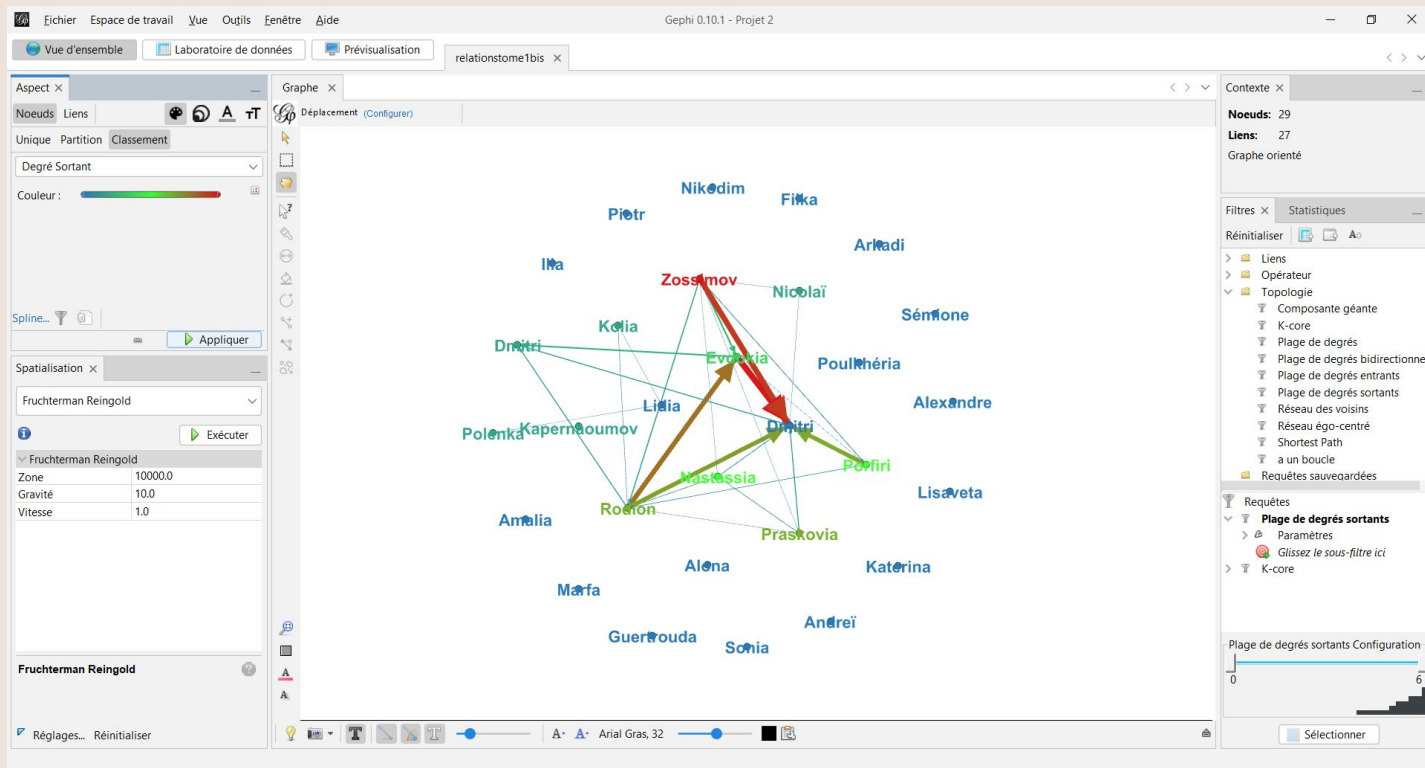 Fichier Espace de travail Vue Outils Fenêtre Aide
Gephi 0.10.1 - Projet 2
Vue d'ensemble
Laboratoire de données
Prévisualisation
relationstome1bis
Aspect
Noeuds Liens
Unique Partition Classement
Degré Sortant
Couleur :
Spline...
Appliquer
Spatialisation
Fruchterman Reingold
Exécuter
Fruchterman Reingold
Zone 10000.0
Gravité 10.0
Vitesse 1.0
Fruchterman Reingold
Réglages... Réinitialiser
Graphe
Déplacement (Configurer)
Nikodim
Fifka
Piotr
Arkadi
Ilia
Zossimov
Nicolaï
Sémione
Kolia
Dmitri
Evdokia
Poulkhéria
Lidia
Alexandre
Polenka
Kapernaoumov
Dmitri
Porfiri
Nastassia
Lisaveta
Rodion
Amalia
Praskovia
Alona
Katerina
Marfa
Andreï
Guertrouda
Sonia
Arial Gras, 32
Contexte
Noeuds: 29
Liens: 27
Graphe orienté
Filtres Statistiques
Réinitialiser
Liens
Opérateur
Topologie
Composante géante
K-core
Plage de degrés
Plage de degrés bidirectionne
Plage de degrés entrants
Plage de degrés sortants
Réseau des voisins
Réseau égo-centré
Shortest Path
a un boucle
Requêtes sauvegardées
Requêtes
Plage de degrés sortants
Paramètres
Glissez le sous-filtre ici
K-core
Plage de degrés sortants Configuration
0 6
Sélectionner